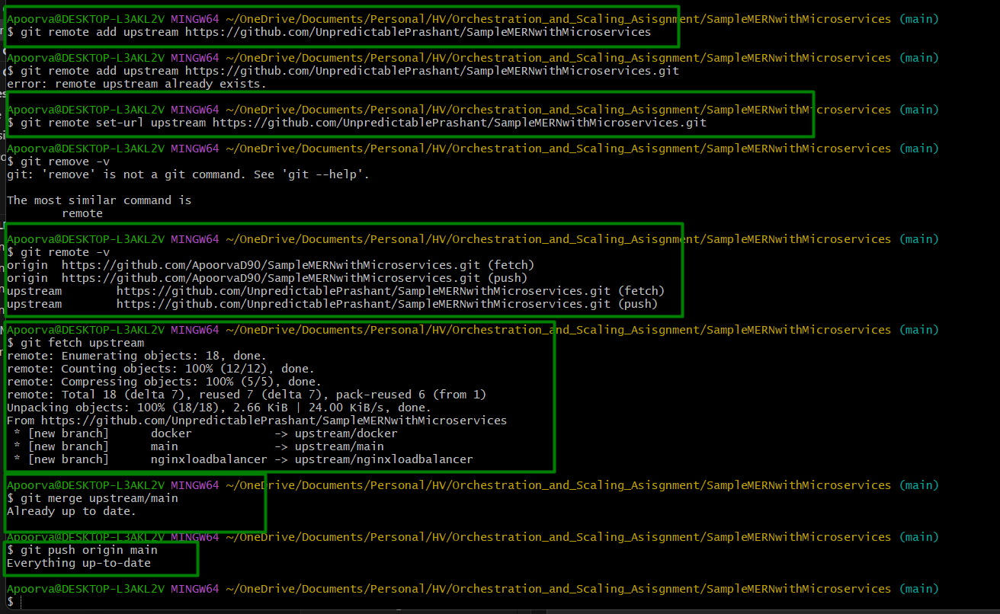 Apoorva@DESKTOP-L3AKL2V MINGW64 ~/OneDrive/Documents/Personal/HV/Orchestration_and_Scaling_Asisgnment/SampleMERNwithMicroservices (main)
$ git remote add upstream https://github.com/UnpredictablePrashant/SampleMERNwithMicroservices
Apoorva@DESKTOP-L3AKL2V MINGW64 ~/OneDrive/Documents/Personal/HV/Orchestration_and_Scaling_Asisgnment/SampleMERNwithMicroservices (main)
$ git remote add upstream https://github.com/UnpredictablePrashant/SampleMERNwithMicroservices.git
error: remote upstream already exists.
Apoorva@DESKTOP-L3AKL2V MINGW64 ~/OneDrive/Documents/Personal/HV/Orchestration_and_Scaling_Asisgnment/SampleMERNwithMicroservices (main)
$ git remote set-url upstream https://github.com/UnpredictablePrashant/SampleMERNwithMicroservices.git
Apoorva@DESKTOP-L3AKL2V MINGW64 ~/OneDrive/Documents/Personal/HV/Orchestration_and_Scaling_Asisgnment/SampleMERNwithMicroservices (main)
$ git remove -v
git: 'remove' is not a git command. See 'git --help'.
The most similar command is
remote
Apoorva@DESKTOP-L3AKL2V MINGW64 ~/OneDrive/Documents/Personal/HV/Orchestration_and_Scaling_Asisgnment/SampleMERNwithMicroservices (main)
$ git remote -v
origin https://github.com/ApoorvaD90/SampleMERNwithMicroservices.git (fetch)
origin https://github.com/ApoorvaD90/SampleMERNwithMicroservices.git (push)
upstream https://github.com/UnpredictablePrashant/SampleMERNwithMicroservices.git (fetch)
upstream https://github.com/UnpredictablePrashant/SampleMERNwithMicroservices.git (push)
Apoorva@DESKTOP-L3AKL2V MINGW64 ~/OneDrive/Documents/Personal/HV/Orchestration_and_Scaling_Asisgnment/SampleMERNwithMicroservices (main)
$ git fetch upstream
remote: Enumerating objects: 18, done.
remote: Counting objects: 100% (12/12), done.
remote: Compressing objects: 100% (5/5), done.
remote: Total 18 (delta 7), reused 7 (delta 7), pack-reused 6 (from 1)
Unpacking objects: 100% (18/18), 2.66 KiB | 24.00 KiB/s, done.
From https://github.com/UnpredictablePrashant/SampleMERNwithMicroservices
* [new branch] docker -> upstream/docker
* [new branch] main -> upstream/main
* [new branch] nginxloadbalancer -> upstream/nginxloadbalancer
Apoorva@DESKTOP-L3AKL2V MINGW64 ~/OneDrive/Documents/Personal/HV/Orchestration_and_Scaling_Asisgnment/SampleMERNwithMicroservices (main)
$ git merge upstream/main
Already up to date.
Apoorva@DESKTOP-L3AKL2V MINGW64 ~/OneDrive/Documents/Personal/HV/Orchestration_and_Scaling_Asisgnment/SampleMERNwithMicroservices (main)
$ git push origin main
Everything up-to-date
Apoorva@DESKTOP-L3AKL2V MINGW64 ~/OneDrive/Documents/Personal/HV/Orchestration_and_Scaling_Asisgnment/SampleMERNwithMicroservices (main)
$